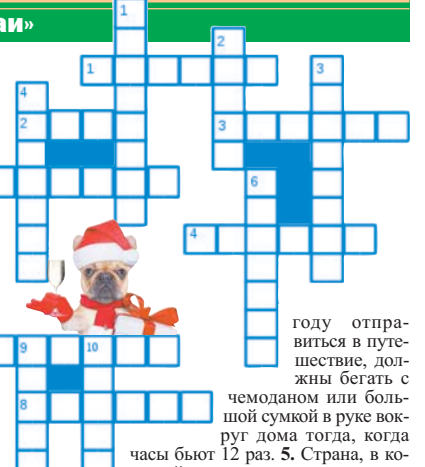 аи»
1
2
1
3
4
2
3
6
4
году отпра-
виться в путе-
шествие, дол-
жны бегать с
чемоданом или боль-
шой сумкой в руке вок-
руг дома тогда, когда
9
10
8
часы бьют 12 раз. 5. Страна, в ко-